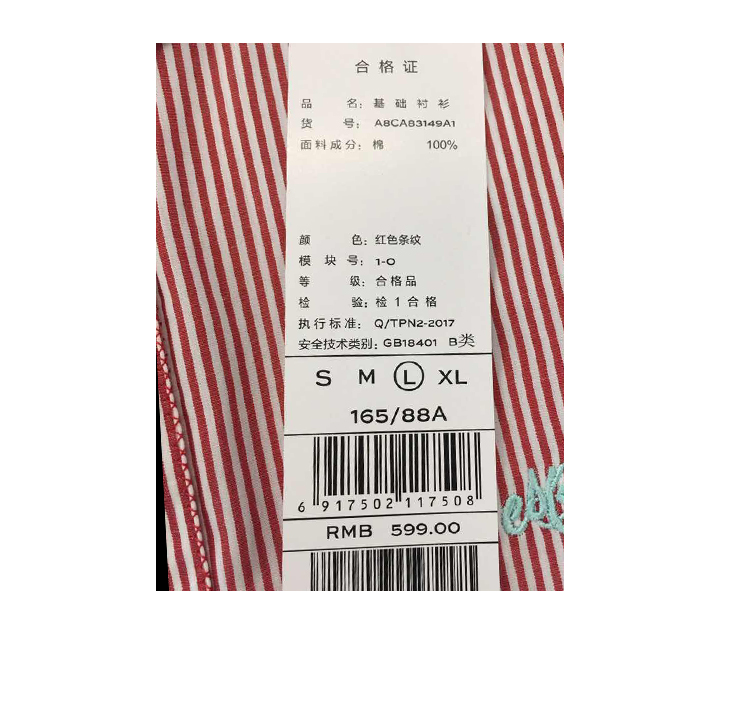 合格证
品 名: 基础衬衫
货 号: A8CAB3149A1
面料成分: 棉 100%
颜 色: 红色条纹
模块号: 1-0
等 级: 合格品
检 验: 检1合格
执行标准: Q/TPN2-2017
安全技术类别: GB18401 B类
S M L XL
165/88A
6 917502 117508
RMB 599.00